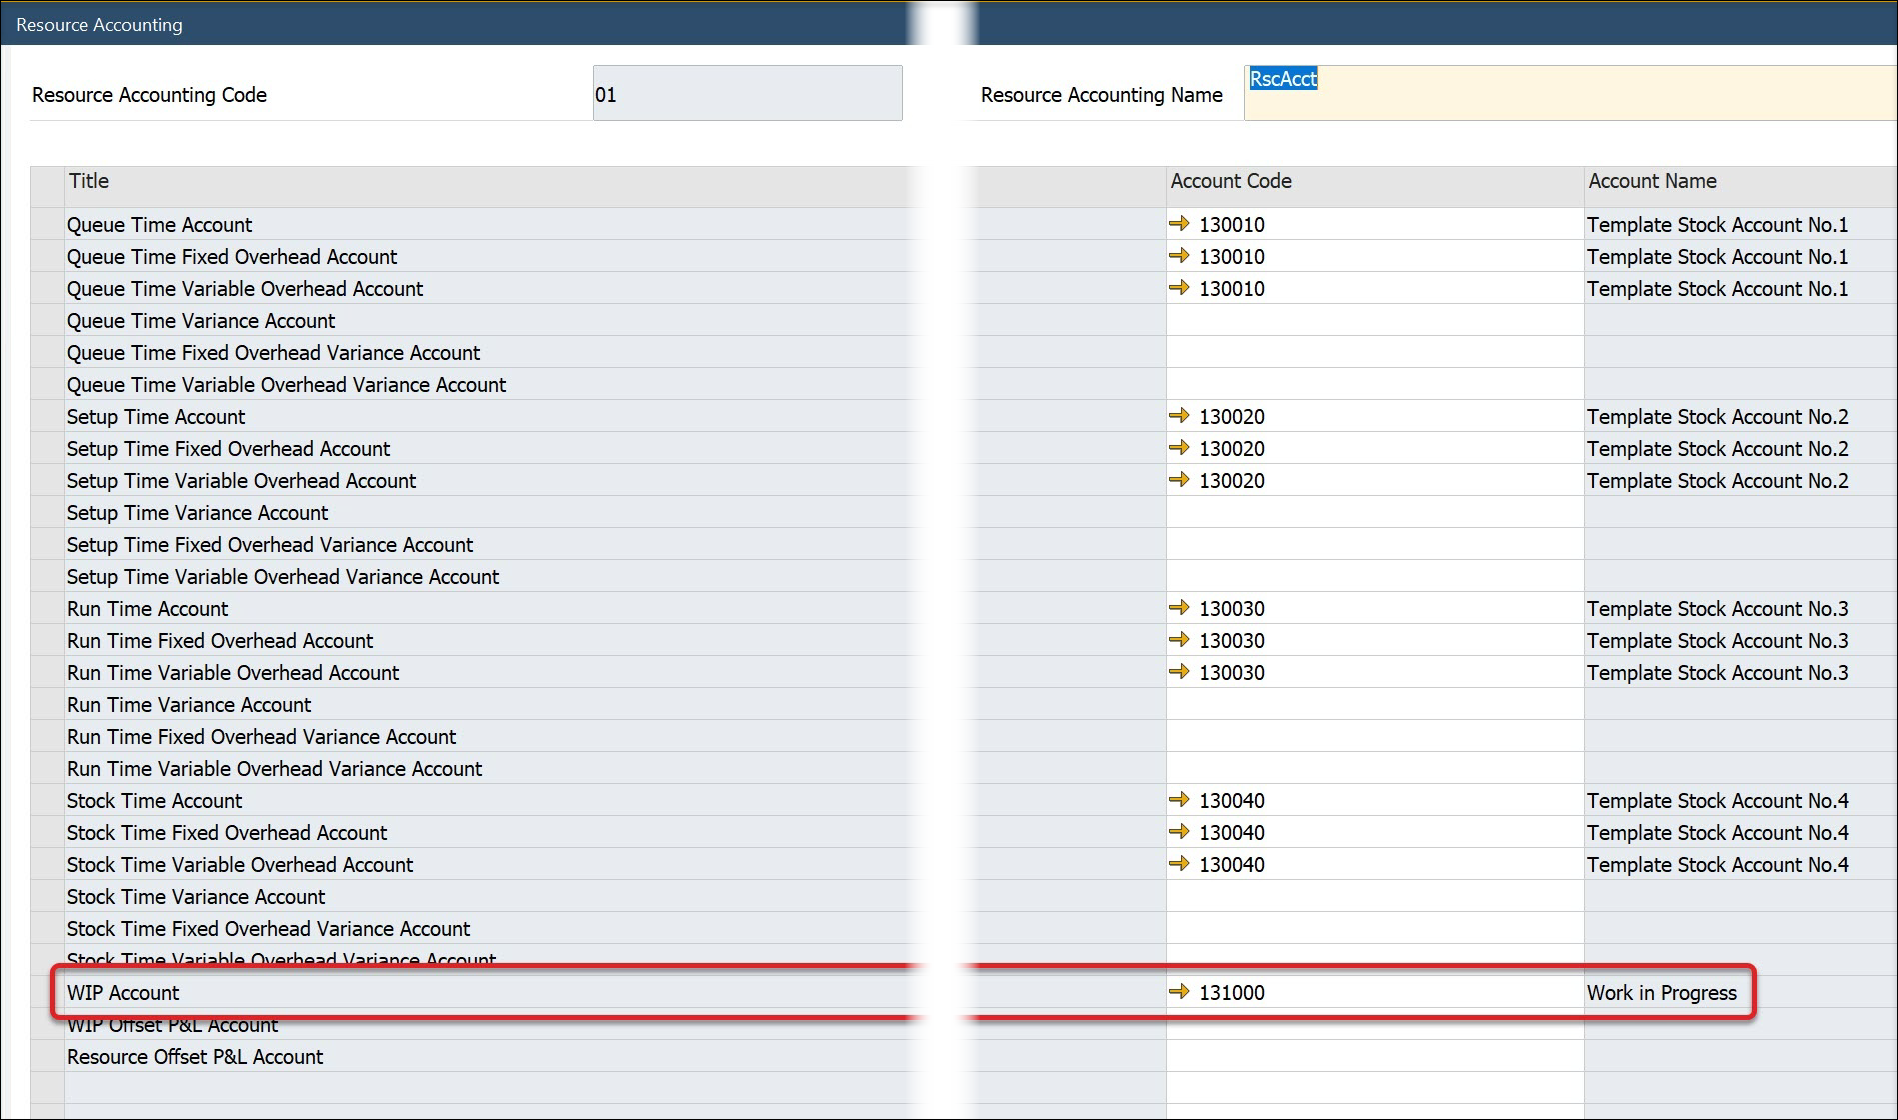 Resource Accounting
Resource Accounting Code 01 Resource Accounting Name RscAcct
Title Account Code Account Name
Queue Time Account 130010 Template Stock Account No.1
Queue Time Fixed Overhead Account 130010 Template Stock Account No.1
Queue Time Variable Overhead Account 130010 Template Stock Account No.1
Queue Time Variance Account
Queue Time Fixed Overhead Variance Account
Queue Time Variable Overhead Variance Account
Setup Time Account 130020 Template Stock Account No.2
Setup Time Fixed Overhead Account 130020 Template Stock Account No.2
Setup Time Variable Overhead Account 130020 Template Stock Account No.2
Setup Time Variance Account
Setup Time Fixed Overhead Variance Account
Setup Time Variable Overhead Variance Account
Run Time Account 130030 Template Stock Account No.3
Run Time Fixed Overhead Account 130030 Template Stock Account No.3
Run Time Variable Overhead Account 130030 Template Stock Account No.3
Run Time Variance Account
Run Time Fixed Overhead Variance Account
Run Time Variable Overhead Variance Account
Stock Time Account 130040 Template Stock Account No.4
Stock Time Fixed Overhead Account 130040 Template Stock Account No.4
Stock Time Variable Overhead Account 130040 Template Stock Account No.4
Stock Time Variance Account
Stock Time Fixed Overhead Variance Account
Stock Time Variable Overhead Variance Account
WIP Account 131000 Work in Progress
WIP Offset P&L Account
Resource Offset P&L Account